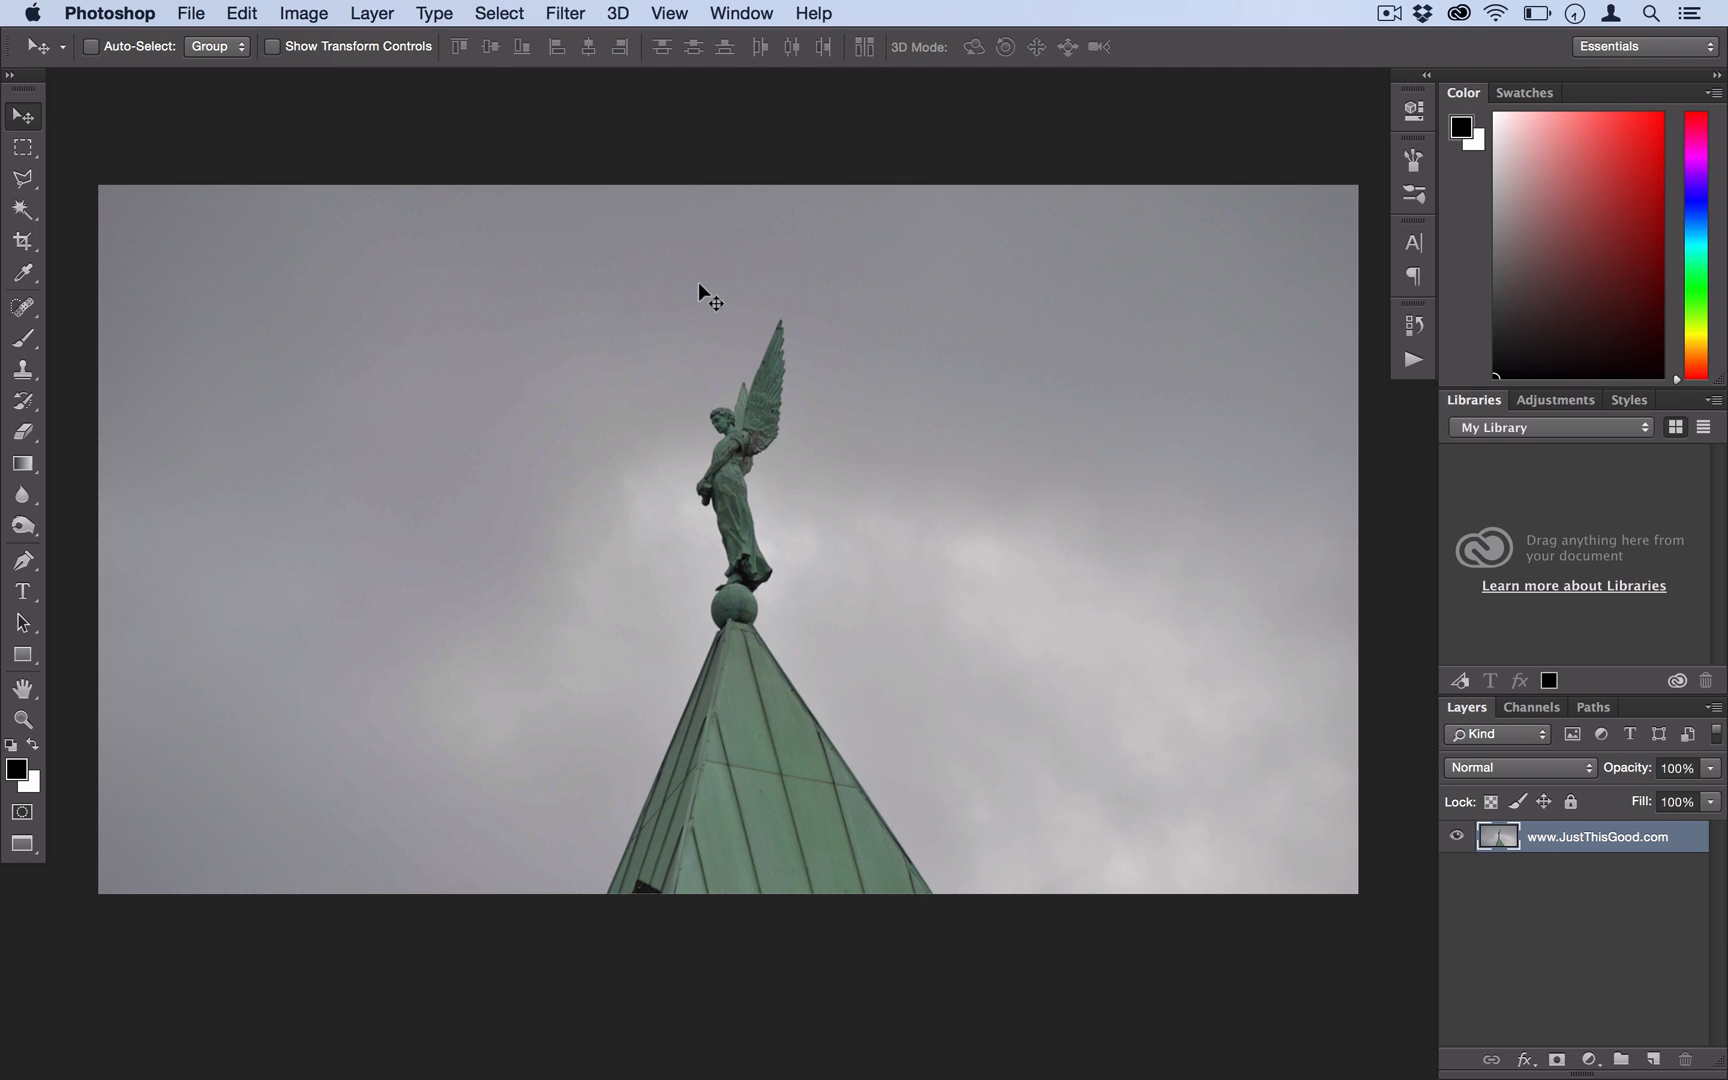 Photoshop File Edit Image Layer Type Select Filter 3D View Window Help
Auto-Select: Group Show Transform Controls 3D Mode: Essentials
Color Swatches
A|
Libraries Adjustments Styles
My Library
Drag anything here from
your document
Learn more about Libraries
T fx
Layers Channels Paths
Kind T
Normal Opacity: 100%
Lock: Fill: 100%
www.JustThisGood.com
fx
T